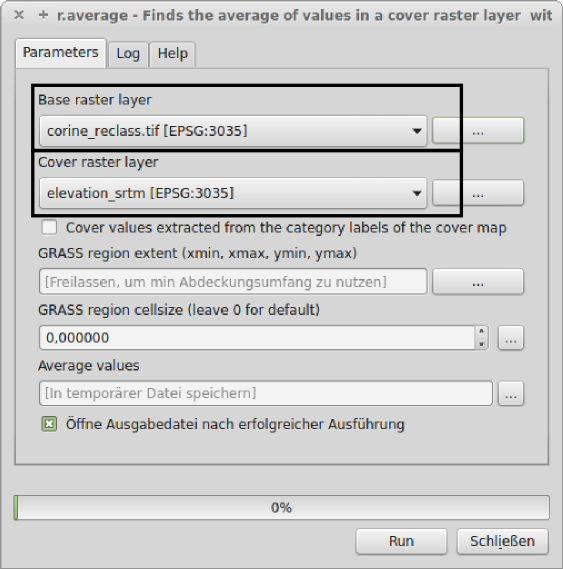 r.average - Finds the average of values in a cover raster layer wit
Parameters Log Help
Base raster layer
corine_reclass.tif [EPSG:3035] ...
Cover raster layer
elevation_srtm [EPSG:3035] ...
Cover values extracted from the category labels of the cover map
GRASS region extent (xmin, xmax, ymin, ymax)
[Freilassen, um min Abdeckungsumfang zu nutzen] ...
GRASS region cellsize (leave 0 for default)
0,000000 ...
Average values
[In temporärer Datei speichern] ...
Öffne Ausgabedatei nach erfolgreicher Ausführung
0%
Run Schließen